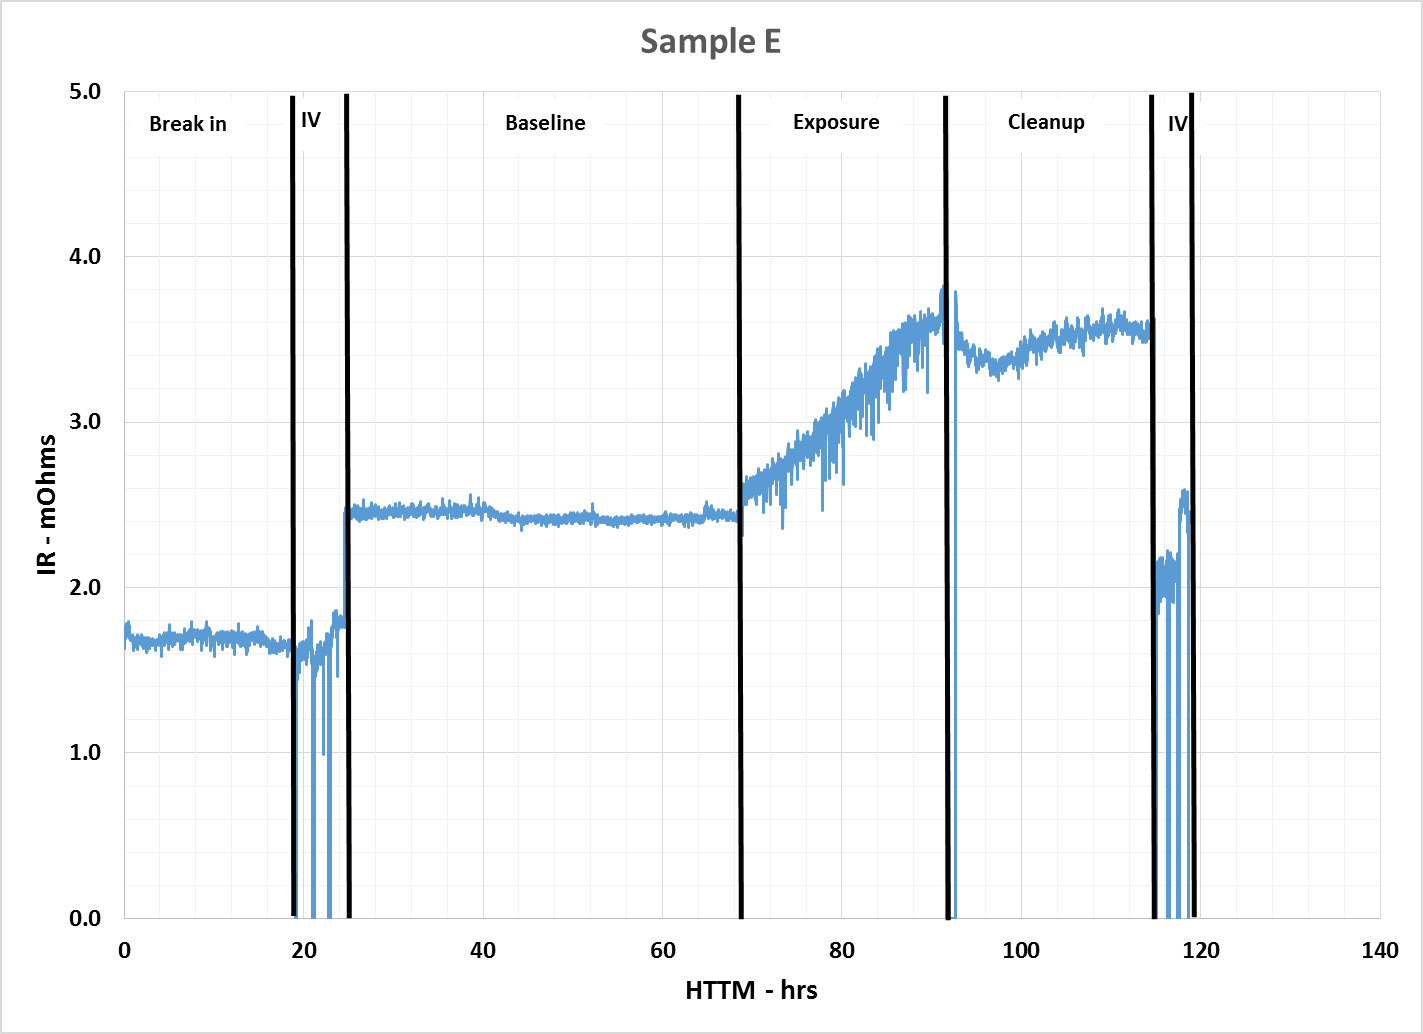 Sample E
5.0
4.0
3.0
2.0
1.0
0.0
IR - mOhms
Break in
IV
Baseline
Exposure
Cleanup
IV
0 20 40 60 80 100 120 140
HTTM - hrs